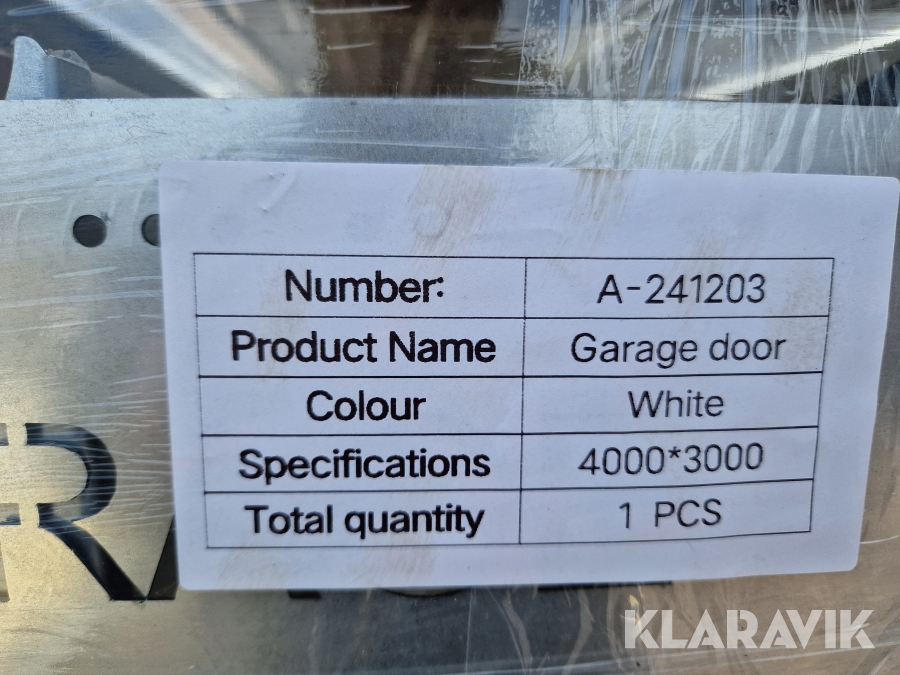 Number: A-241203
Product Name Garage door
Colour White
Specifications 4000*3000
Total quantity 1 PCS
KLARAVIK